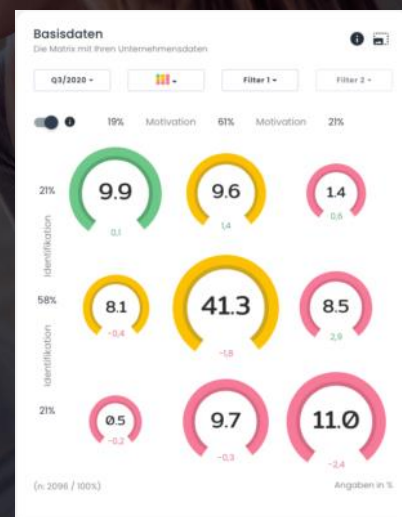 Basisdaten
Die Matrix mit Ihren Unternehmensdaten
Q3/2020
Filter 1
Filter 2
19% Motivation 61% Motivation 21%
21%
9.9
9.6
1.4
0,1
1,4
0,6
Identifikation
58%
8.1
41.3
8.5
-0,4
-1,8
2,9
Identifikation
21%
0.5
9.7
11.0
-0,2
-0,3
-2,4
(n: 2096 / 100%)
Angaben in %